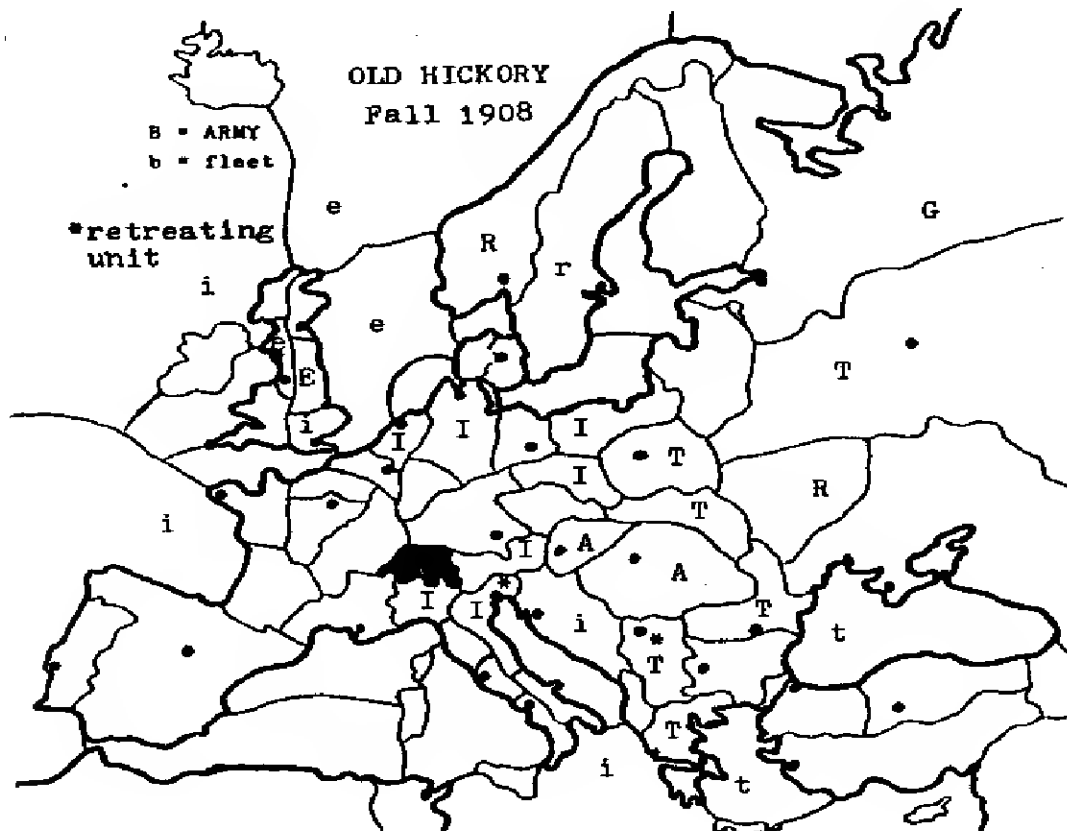 OLD HICKORY
Fall 1908
B = ARMY
b = fleet
*retreating
unit
e
G
R
r
i
e
e
T
E
i
I
I
I
T
I
R
T
i
I
A
A
*
I
I
i
T
t
*
T
T
i
t